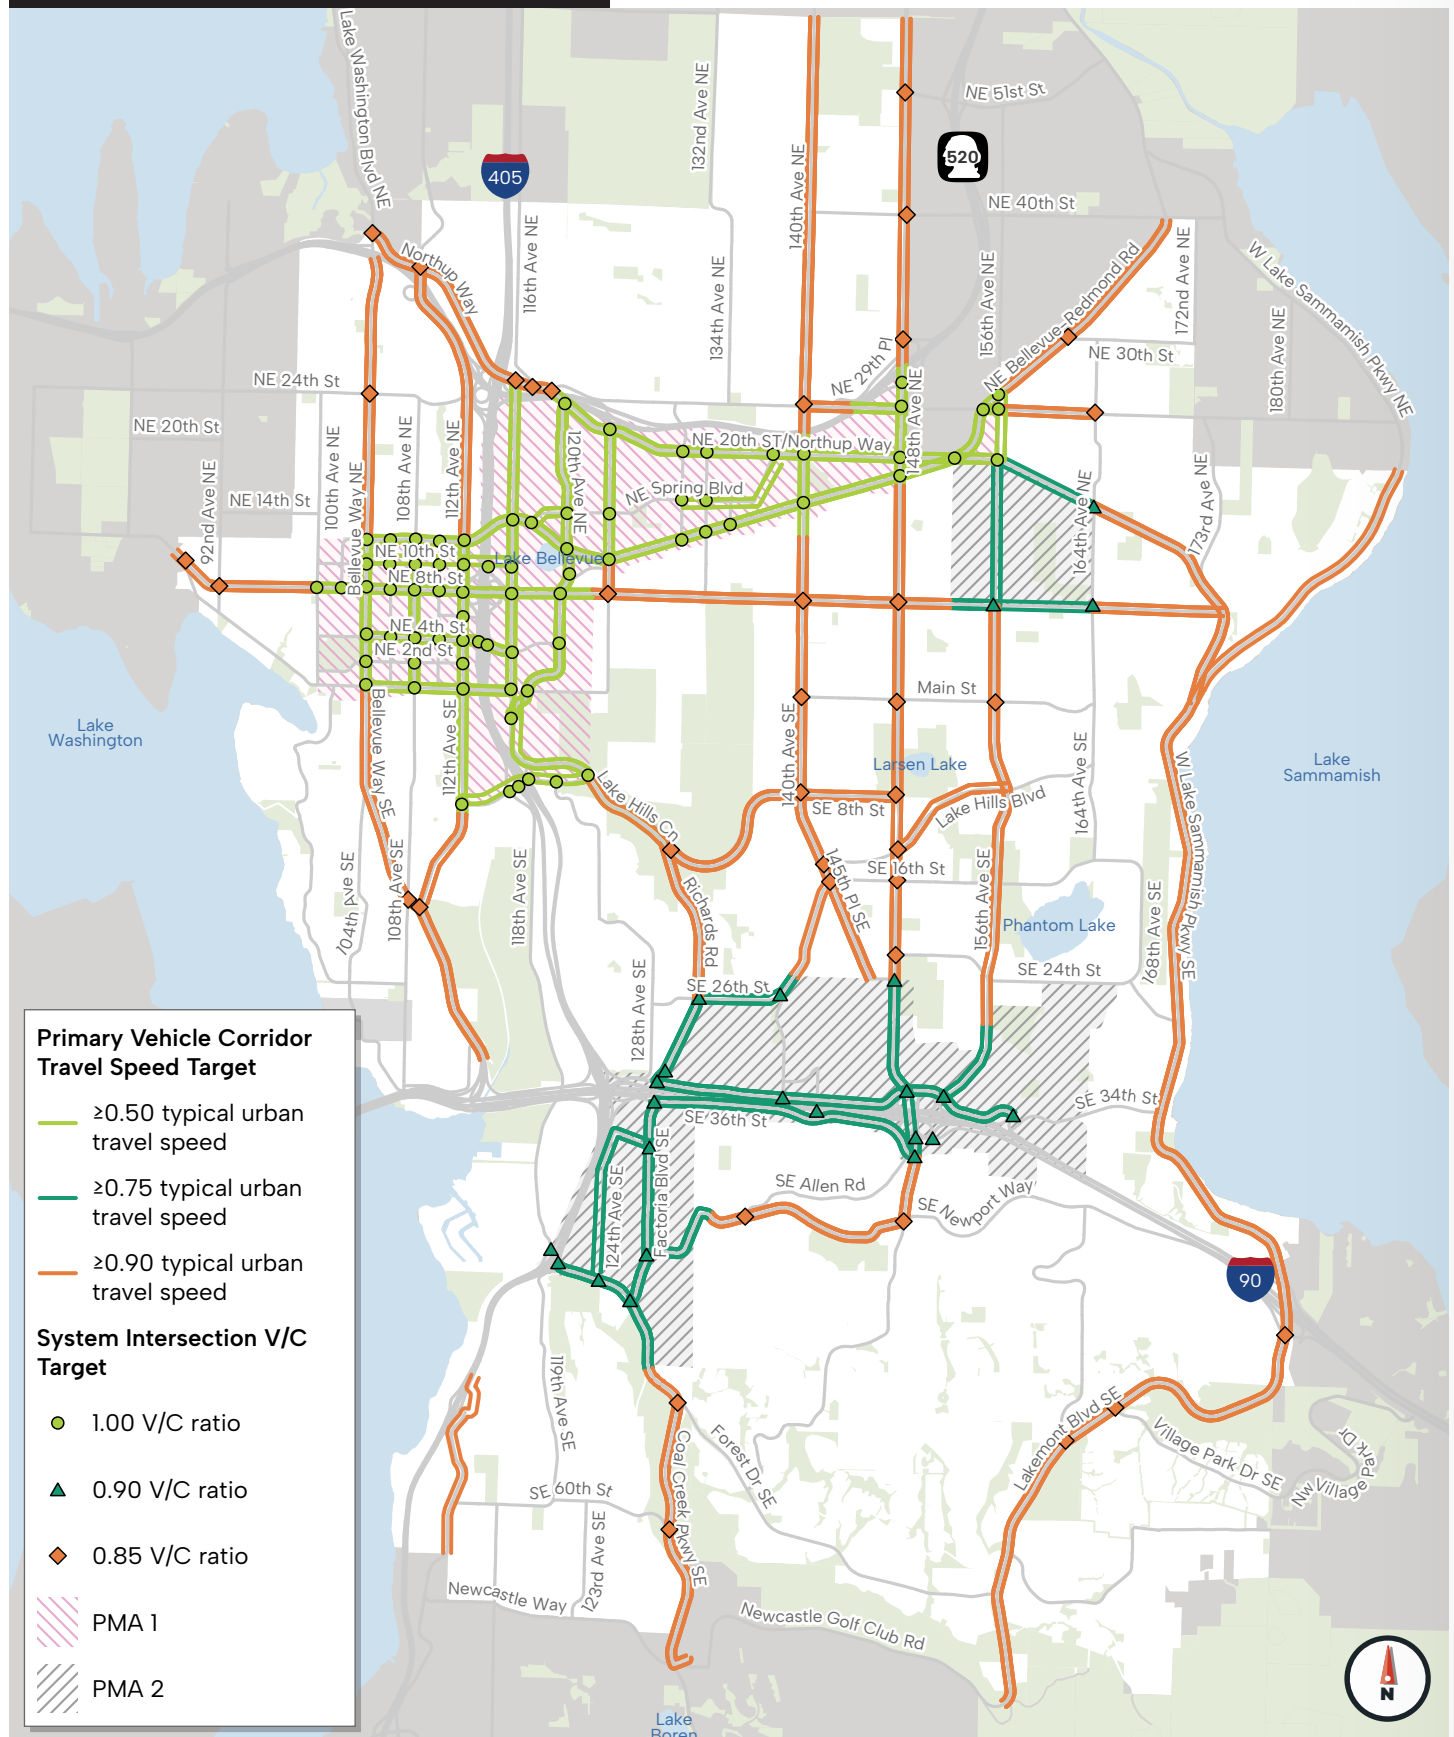 Lake Washington Blvd NE
132nd Ave NE
NE 51st St
520
405
140th Ave NE
NE 40th St
116th Ave NE
Northup Way
134th Ave NE
156th Ave NE
NE Bellevue-Redmond Rd
172nd Ave NE
W Lake Sammamish Pkwy NE
180th Ave NE
NE 29th Pl
NE 30th St
NE 24th St
148th Ave NE
NE 20th St
100th Ave NE
108th Ave NE
112th Ave NE
120th Ave NE
NE 20TH ST/Northup Way
92nd Ave NE
NE 14th St
Bellevue Way NE
NE Spring Blvd
164th Ave NE
173rd Ave NE
NE 10th St
Lake Bellevue
NE 8th St
NE 4th St
NE 2nd St
Main St
Lake
Washington
Bellevue Way SE
112th Ave SE
140th Ave SE
Larsen Lake
164th Ave SE
W Lake Sammamish Pkwy SE
Lake
Sammamish
Lake Hills Cn
SE 8th St
Lake Hills Blvd
104th Ave SE
108th Ave SE
118th Ave SE
145th Pl SE
SE 16th St
156th Ave SE
Richards Rd
Phantom Lake
168th Ave SE
128th Ave SE
SE 26th St
SE 24th St
SE 36th St
SE 34th St
124th Ave SE
Factoria Blvd SE
SE Allen Rd
SE Newport Way
90
119th Ave SE
Coal Creek Pkwy SE
Forest Dr SE
Lakemont Blvd SE
Village Park Dr SE
Nw Village Park Dr
SE 60th St
123rd Ave SE
Newcastle Way
Newcastle Golf Club Rd
Lake
Boren
Primary Vehicle Corridor
Travel Speed Target
≥0.50 typical urban
travel speed
≥0.75 typical urban
travel speed
≥0.90 typical urban
travel speed
System Intersection V/C
Target
1.00 V/C ratio
0.90 V/C ratio
0.85 V/C ratio
PMA 1
PMA 2
N